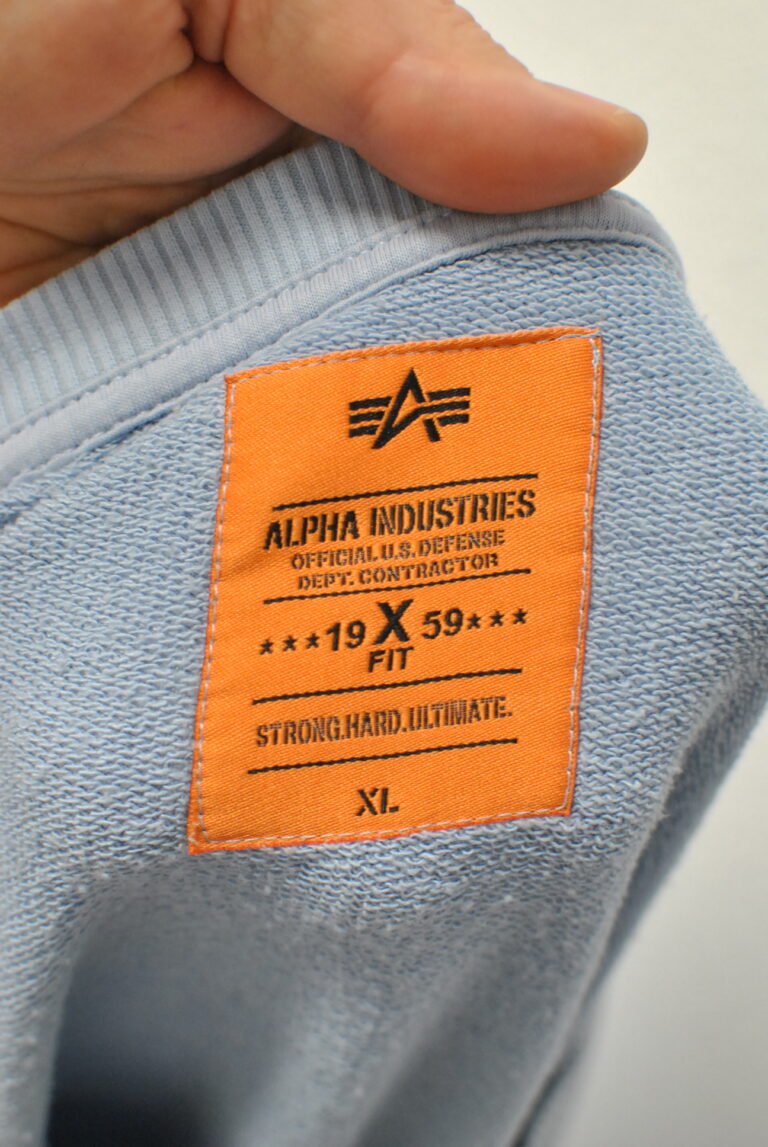 ALPHA INDUSTRIES
OFFICIAL U.S. DEFENSE
DEPT. CONTRACTOR
★★★19 X 59★★★
FIT
STRONG.HARD.ULTIMATE.
XL